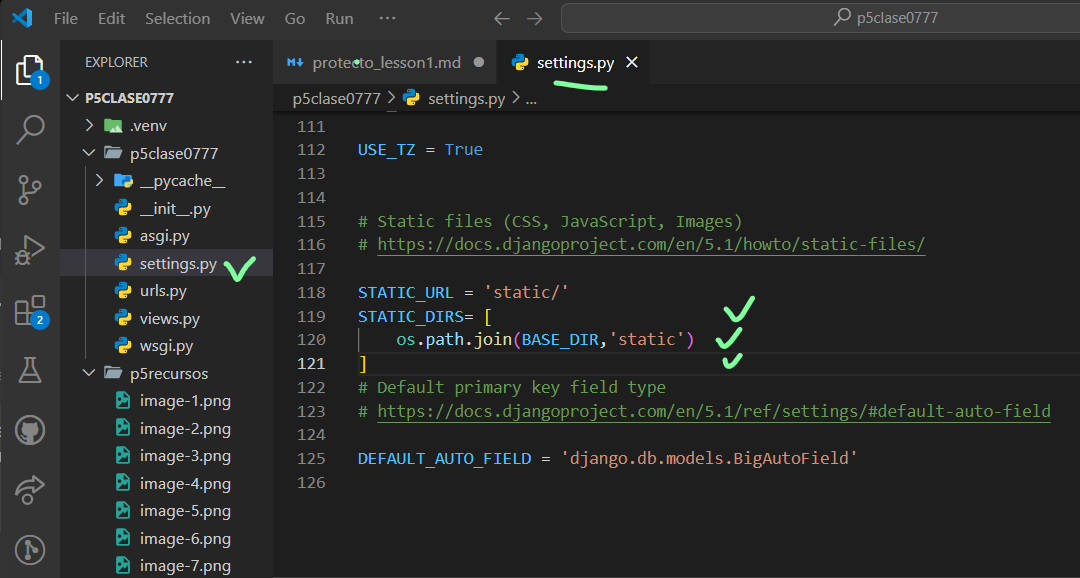 File Edit Selection View Go Run ··· ← → p5clase0777
EXPLORER ···
protecto_lesson1.md ● settings.py ×
p5clase0777 > settings.py > ...
1
2
P5CLASE0777
.venv
p5clase0777
__pycache__
__init__.py
asgi.py
settings.py
urls.py
views.py
wsgi.py
p5recursos
image-1.png
image-2.png
image-3.png
image-4.png
image-5.png
image-6.png
image-7.png
111
112 USE_TZ = True
113
114
115 # Static files (CSS, JavaScript, Images)
116 # https://docs.djangoproject.com/en/5.1/howto/static-files/
117
118 STATIC_URL = 'static/'
119 STATIC_DIRS= [
120     os.path.join(BASE_DIR,'static')
121 ]
122 # Default primary key field type
123 # https://docs.djangoproject.com/en/5.1/ref/settings/#default-auto-field
124
125 DEFAULT_AUTO_FIELD = 'django.db.models.BigAutoField'
126